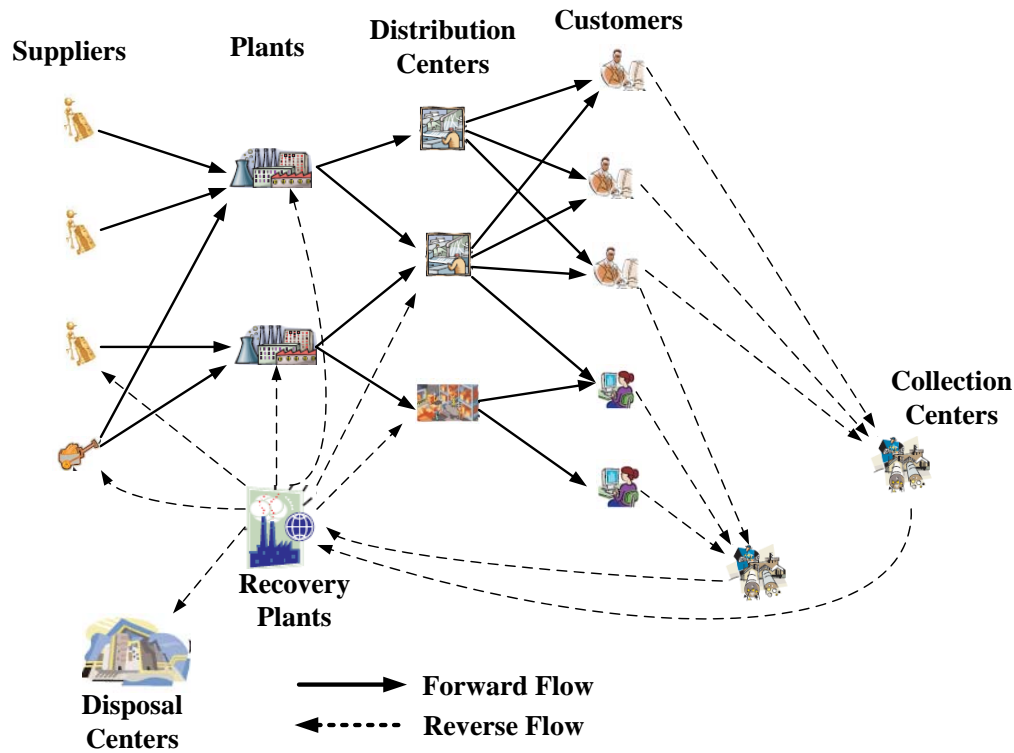 Suppliers
Plants
Distribution
Centers
Customers
Collection
Centers
Recovery
Plants
Disposal
Centers
Forward Flow
Reverse Flow